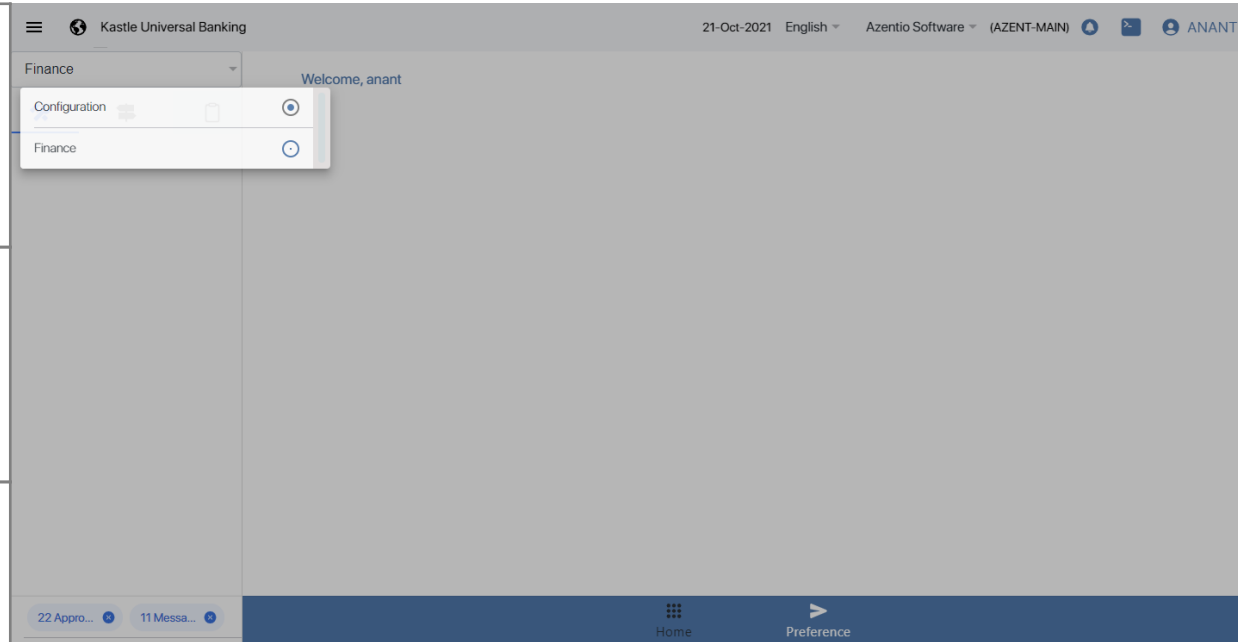 Kastle Universal Banking
21-Oct-2021 English Azentio Software (AZENT-MAIN) ANANT
Finance
Welcome, anant
Configuration
Finance
22 Appro... 11 Messa...
Home Preference